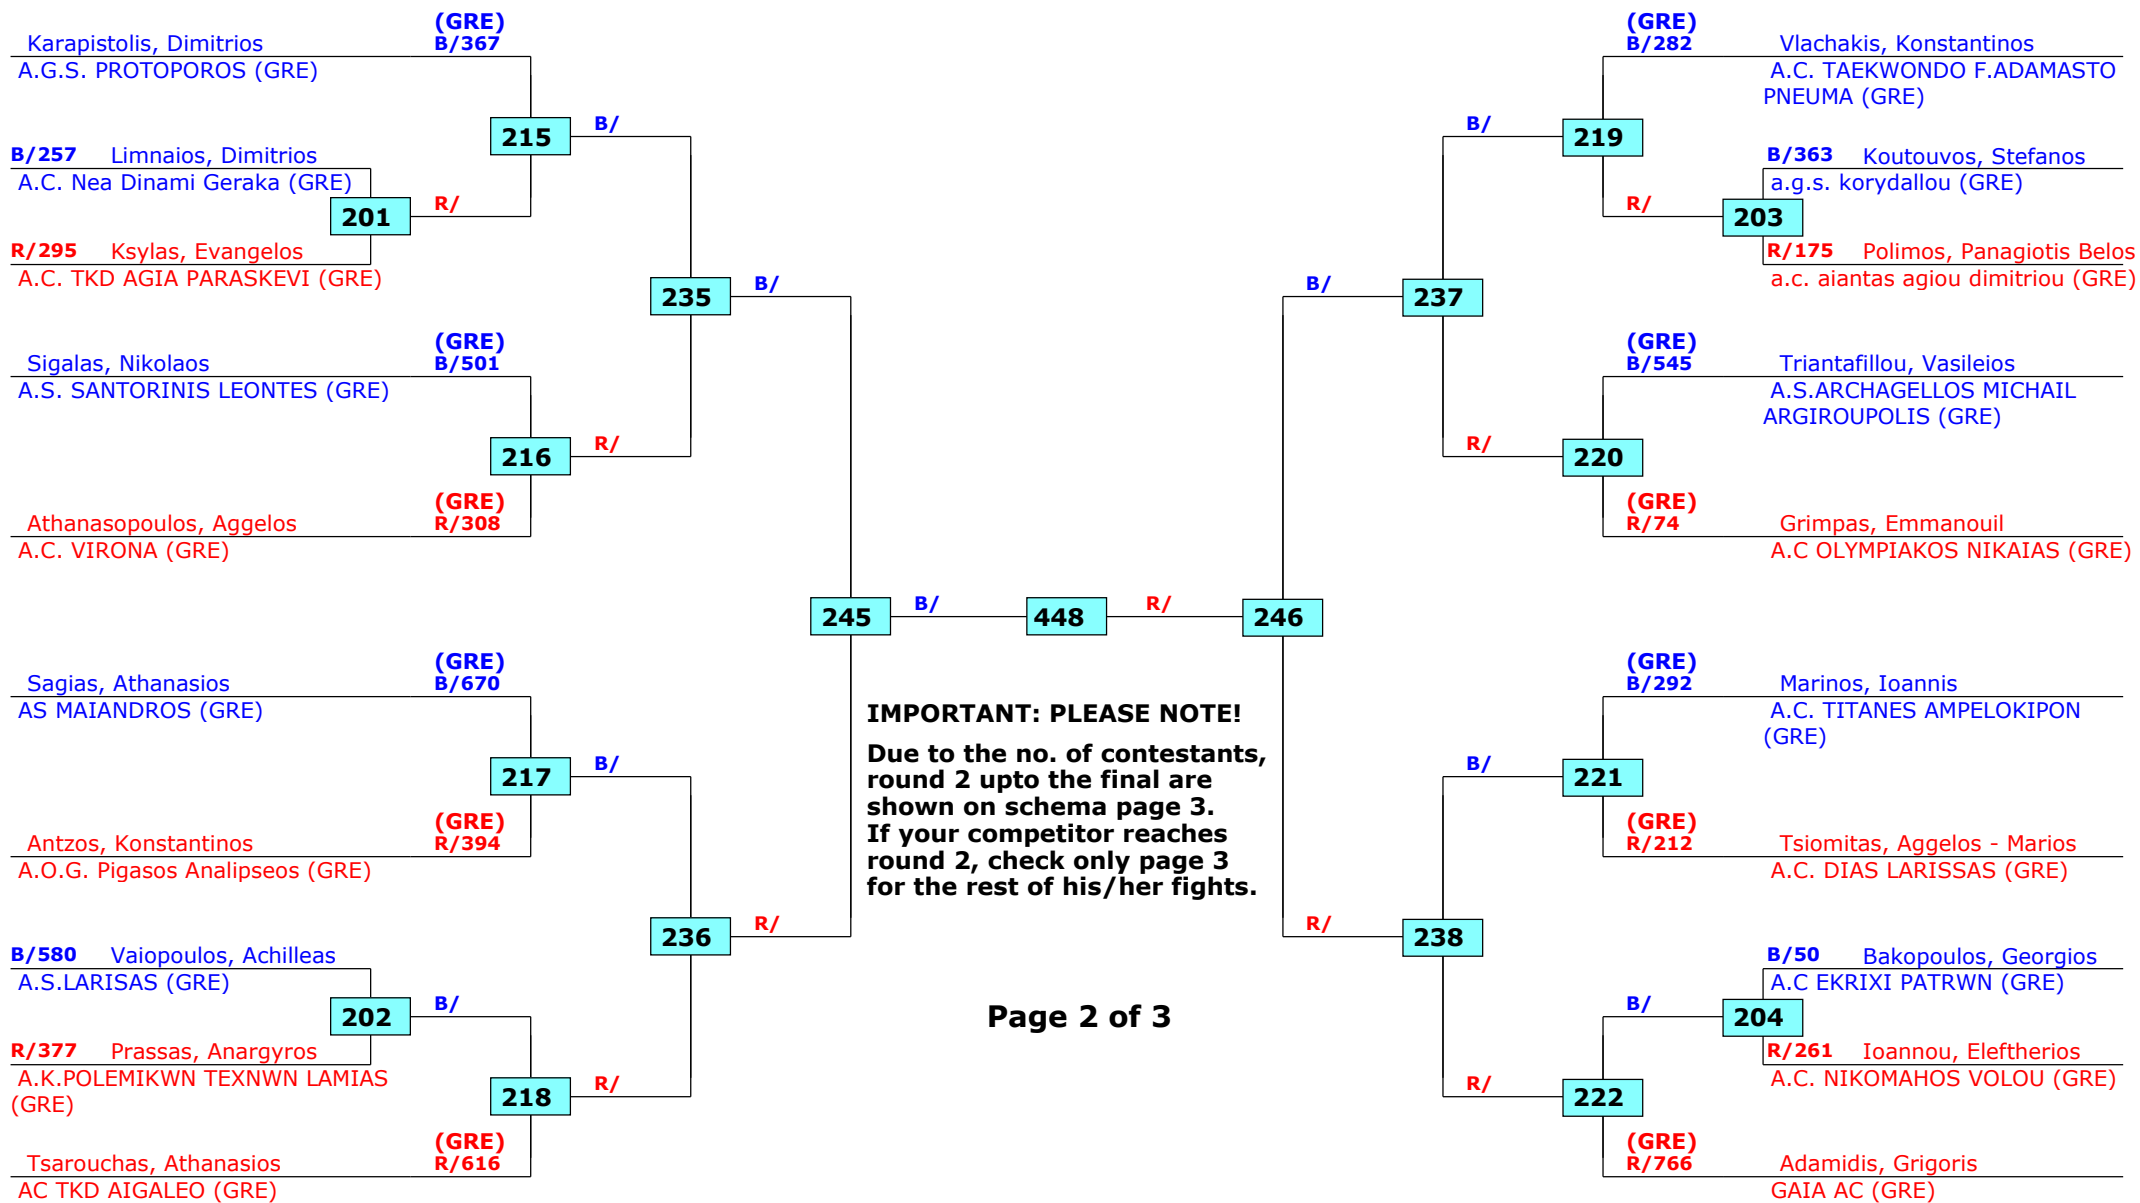 (GRE)
Karapistolis, Dimitrios B/367
A.G.S. PROTOPOROS (GRE)
215
B/
B/257 Limnaios, Dimitrios
A.C. Nea Dinami Geraka (GRE)
201
R/
R/295 Ksylas, Evangelos
A.C. TKD AGIA PARASKEVI (GRE)
235
B/
(GRE)
Sigalas, Nikolaos B/501
A.S. SANTORINIS LEONTES (GRE)
216
R/
(GRE)
Athanasopoulos, Aggelos R/308
A.C. VIRONA (GRE)
245
B/
448
R/
246
(GRE)
Sagias, Athanasios B/670
AS MAIANDROS (GRE)
217
B/
(GRE)
Antzos, Konstantinos R/394
A.O.G. Pigasos Analipseos (GRE)
236
R/
B/580 Vaiopoulos, Achilleas
A.S.LARISAS (GRE)
202
B/
R/377 Prassas, Anargyros
A.K.POLEMIKWN TEXNWN LAMIAS
(GRE)
218
R/
(GRE)
Tsarouchas, Athanasios R/616
AC TKD AIGALEO (GRE)
IMPORTANT: PLEASE NOTE!
Due to the no. of contestants,
round 2 upto the final are
shown on schema page 3.
If your competitor reaches
round 2, check only page 3
for the rest of his/her fights.
Page 2 of 3
(GRE)
B/282 Vlachakis, Konstantinos
A.C. TAEKWONDO F.ADAMASTO
PNEUMA (GRE)
B/
219
B/363 Koutouvos, Stefanos
a.g.s. korydallou (GRE)
R/
203
R/175 Polimos, Panagiotis Belos
a.c. aiantas agiou dimitriou (GRE)
B/
237
(GRE)
B/545 Triantafillou, Vasileios
A.S.ARCHAGELLOS MICHAIL
ARGIROUPOLIS (GRE)
R/
220
(GRE)
R/74 Grimpas, Emmanouil
A.C OLYMPIAKOS NIKAIAS (GRE)
(GRE)
B/292 Marinos, Ioannis
A.C. TITANES AMPELOKIPON
(GRE)
B/
221
(GRE)
R/212 Tsiomitas, Aggelos - Marios
A.C. DIAS LARISSAS (GRE)
R/
238
B/50 Bakopoulos, Georgios
A.C EKRIXI PATRWN (GRE)
B/
204
R/261 Ioannou, Eleftherios
A.C. NIKOMAHOS VOLOU (GRE)
R/
222
(GRE)
R/766 Adamidis, Grigoris
GAIA AC (GRE)